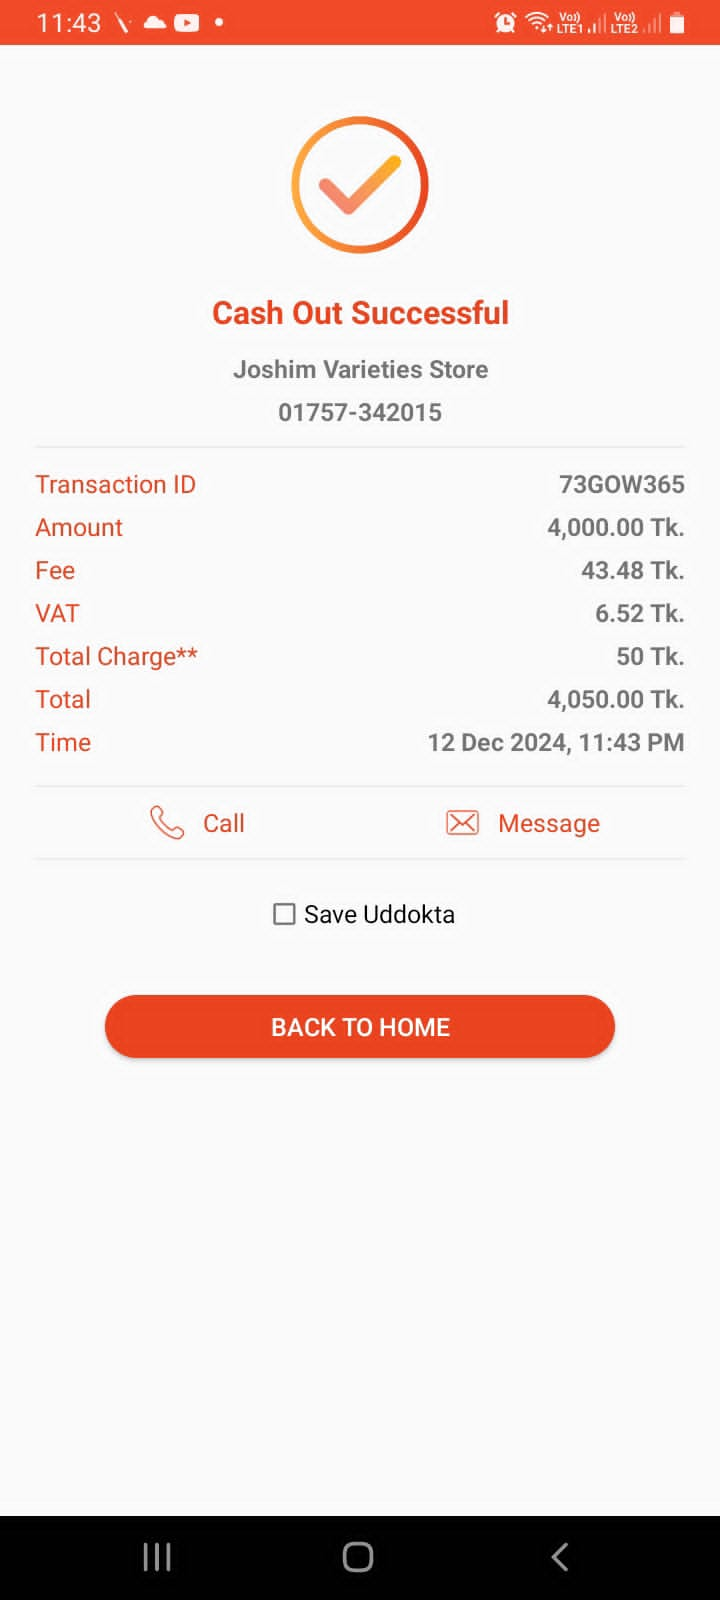 11:43
Vo))
LTE1
Vo))
LTE2
Cash Out Successful
Joshim Varieties Store
01757-342015
Transaction ID 73GOW365
Amount 4,000.00 Tk.
Fee 43.48 Tk.
VAT 6.52 Tk.
Total Charge** 50 Tk.
Total 4,050.00 Tk.
Time 12 Dec 2024, 11:43 PM
Call Message
Save Uddokta
BACK TO HOME